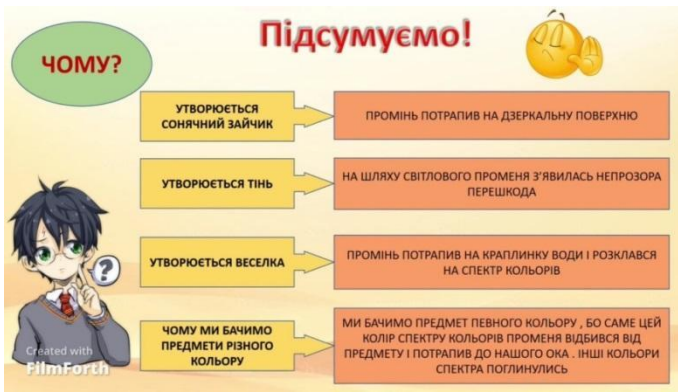 Підсумуємо!
ЧОМУ?
УТВОРЮЄТЬСЯ
СОНЯЧНИЙ ЗАЙЧИК
ПРОМІНЬ ПОТРАПИВ НА ДЗЕРКАЛЬНУ ПОВЕРХНЮ
УТВОРЮЄТЬСЯ ТІНЬ
НА ШЛЯХУ СВІТЛОВОГО ПРОМЕНЯ З'ЯВИЛАСЬ НЕПРОЗОРА
ПЕРЕШКОДА
УТВОРЮЄТЬСЯ ВЕСЕЛКА
ПРОМІНЬ ПОТРАПИВ НА КРАПЛИНКУ ВОДИ І РОЗКЛАВСЯ
НА СПЕКТР КОЛЬОРІВ
ЧОМУ МИ БАЧИМО
ПРЕДМЕТИ РІЗНОГО
КОЛЬОРУ
МИ БАЧИМО ПРЕДМЕТ ПЕВНОГО КОЛЬОРУ , БО САМЕ ЦЕЙ
КОЛІР СПЕКТРУ КОЛЬОРІВ ПРОМЕНЯ ВІДБИВСЯ ВІД
ПРЕДМЕТУ І ПОТРАПИВ ДО НАШОГО ОКА . ІНШІ КОЛЬОРИ
СПЕКТРА ПОГЛИНУЛИСЬ
?
Created with
FilmForth